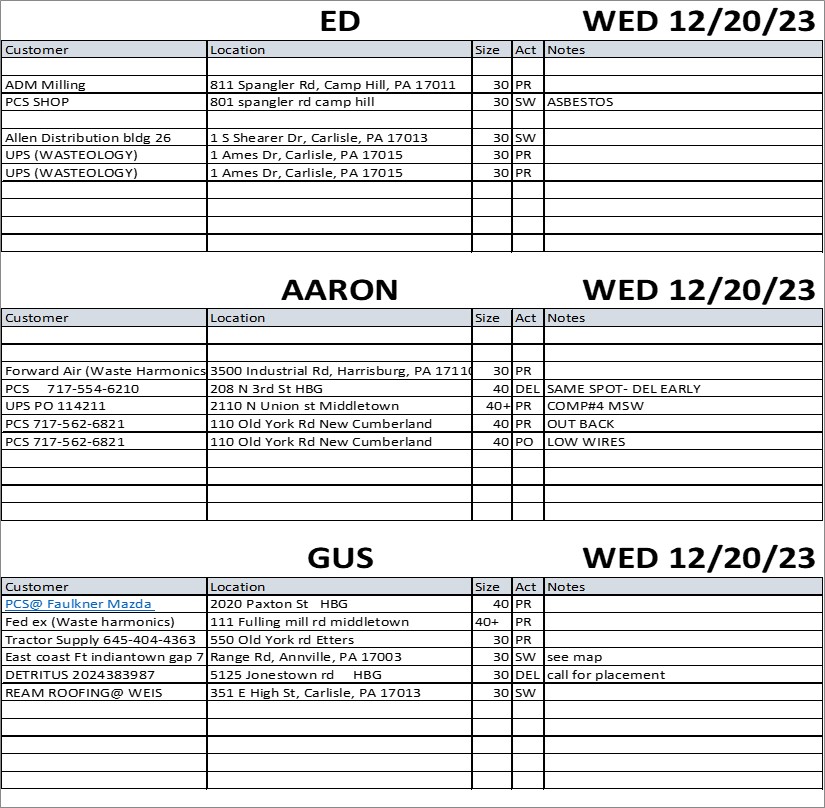 ED WED 12/20/23
Customer Location Size Act Notes
ADM Milling 811 Spangler Rd, Camp Hill, PA 17011 30 PR
PCS SHOP 801 spangler rd camp hill 30 SW ASBESTOS
Allen Distribution bldg 26 1 S Shearer Dr, Carlisle, PA 17013 30 SW
UPS (WASTEOLOGY) 1 Ames Dr, Carlisle, PA 17015 30 PR
UPS (WASTEOLOGY) 1 Ames Dr, Carlisle, PA 17015 30 PR
AARON WED 12/20/23
Customer Location Size Act Notes
Forward Air (Waste Harmonics 3500 Industrial Rd, Harrisburg, PA 17110 30 PR
PCS 717-554-6210 208 N 3rd St HBG 40 DEL SAME SPOT- DEL EARLY
UPS PO 114211 2110 N Union st Middletown 40+ PR COMP#4 MSW
PCS 717-562-6821 110 Old York Rd New Cumberland 40 PR OUT BACK
PCS 717-562-6821 110 Old York Rd New Cumberland 40 PO LOW WIRES
GUS WED 12/20/23
Customer Location Size Act Notes
PCS@ Faulkner Mazda 2020 Paxton St HBG 40 PR
Fed ex (Waste harmonics) 111 Fulling mill rd middletown 40+ PR
Tractor Supply 645-404-4363 550 Old York rd Etters 30 PR
East coast Ft indiantown gap 7 Range Rd, Annville, PA 17003 30 SW see map
DETRITUS 2024383987 5125 Jonestown rd HBG 30 DEL call for placement
REAM ROOFING@ WEIS 351 E High St, Carlisle, PA 17013 30 SW